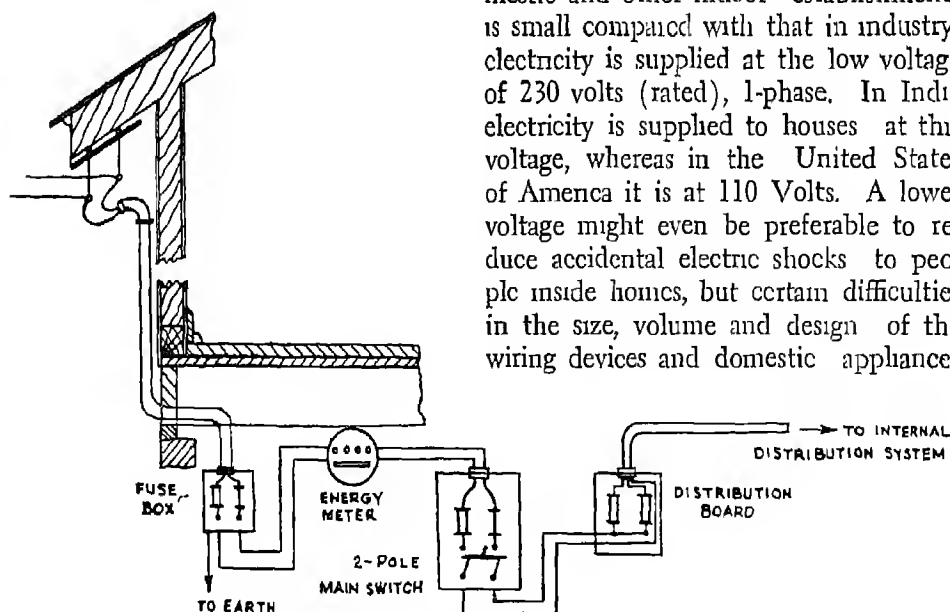 is small compared with that in industry
electricity is supplied at the low voltag
of 230 volts (rated), 1-phase. In Indi
electricity is supplied to houses at thi
voltage, whereas in the United State
of America it is at 110 Volts. A lowe
voltage might even be preferable to re
duce accidental electric shocks to peo
ple inside homes, but certain difficultie
in the size, volume and design of th
wiring devices and domestic appliance
TO INTERNAL
DISTRIBUTION SYSTEM
FUSE
BOX
ENERGY
METER
DISTRIBUTION
BOARD
2-POLE
MAIN SWITCH
TO EARTH